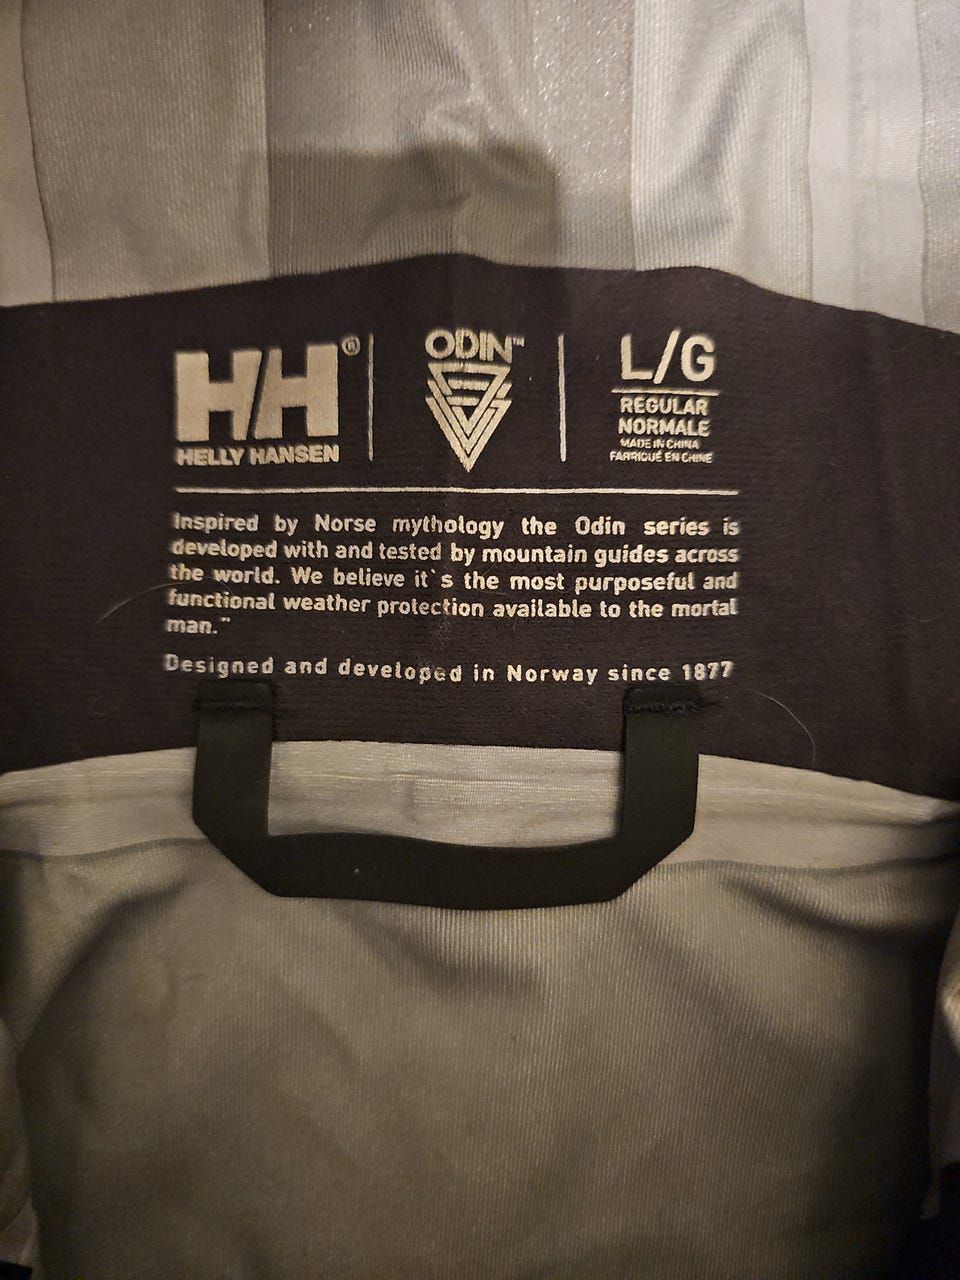 HH®
HELLY HANSEN
ODIN™
L/G
REGULAR
NORMALE
MADE IN CHINA
FABRIQUÉ EN CHINE
Inspired by Norse mythology the Odin series is
developed with and tested by mountain guides across
the world. We believe it`s the most purposeful and
functional weather protection available to the mortal
man."
Designed and developed in Norway since 1877